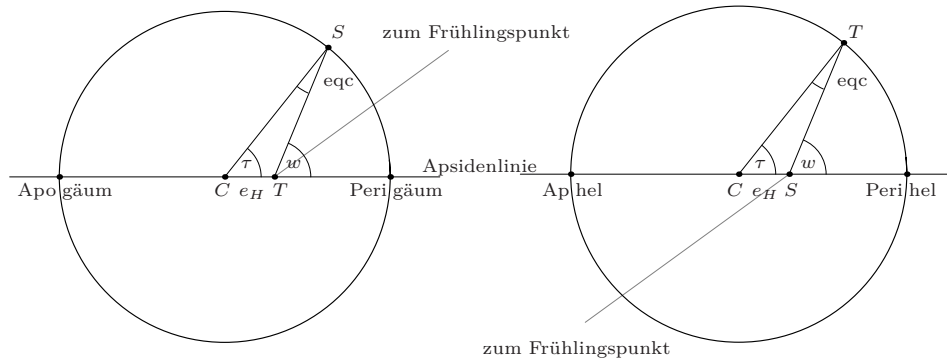 S
zum Frühlingspunkt
eqc
τ
w
Apsidenlinie
Apogäum
C e_H T
Perigäum
T
eqc
τ
w
Aphel
C e_H S
Perihel
zum Frühlingspunkt